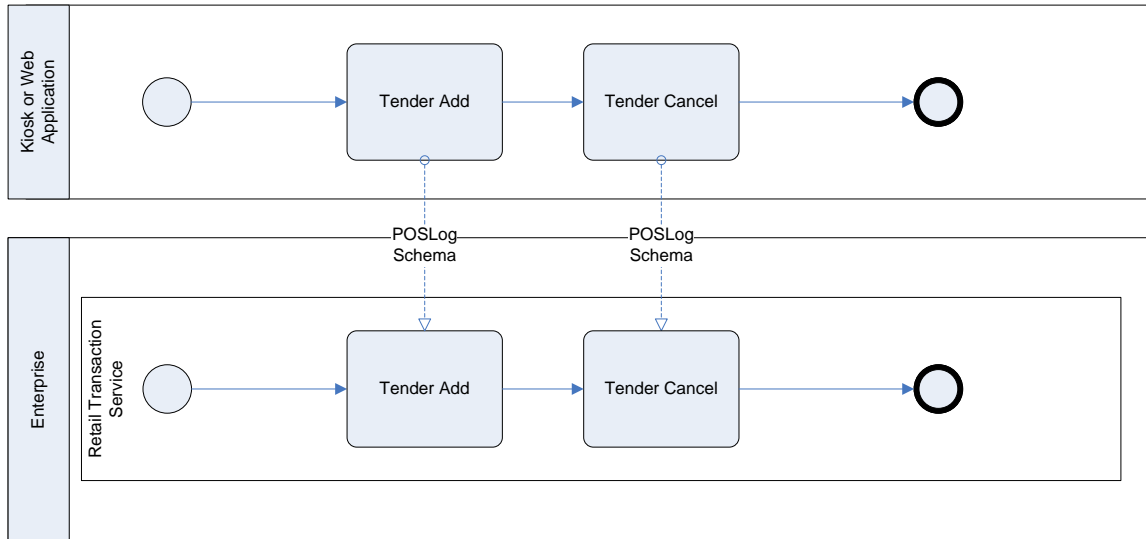 Kiosk or Web
Application
Tender Add
Tender Cancel
POSLog
Schema
POSLog
Schema
Enterprise
Retail Transaction
Service
Tender Add
Tender Cancel